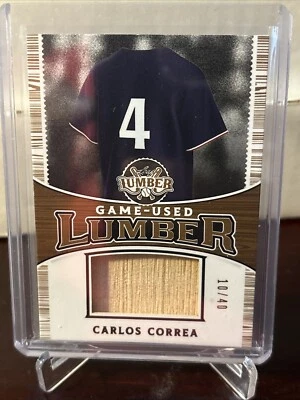 4
LUMBER
GAME-USED
LUMBER
10/40
CARLOS CORREA